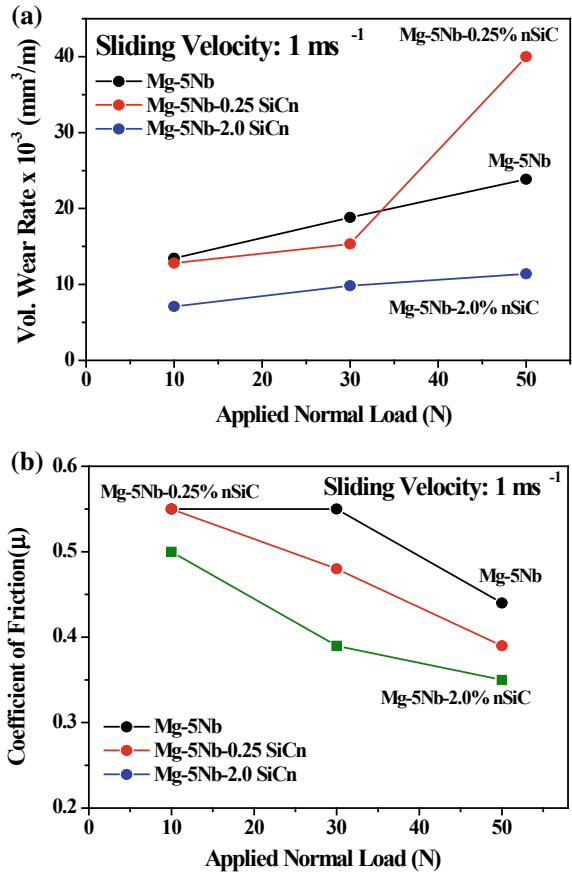 (a)
Sliding Velocity: 1 ms⁻¹
Mg-5Nb-0.25% nSiC
Mg-5Nb
Mg-5Nb-0.25 SiCn
Mg-5Nb-2.0 SiCn
Mg-5Nb
Mg-5Nb-2.0% nSiC
Vol. Wear Rate x 10⁻³ (mm³/m)
40
30
20
10
0
0 10 20 30 40 50
Applied Normal Load (N)
(b)
Mg-5Nb-0.25% nSiC
Sliding Velocity: 1 ms⁻¹
Mg-5Nb
Mg-5Nb-2.0% nSiC
Mg-5Nb
Mg-5Nb-0.25 SiCn
Mg-5Nb-2.0 SiCn
Coefficient of Friction(μ)
0.6
0.5
0.4
0.3
0.2
0 10 20 30 40 50
Applied Normal Load (N)